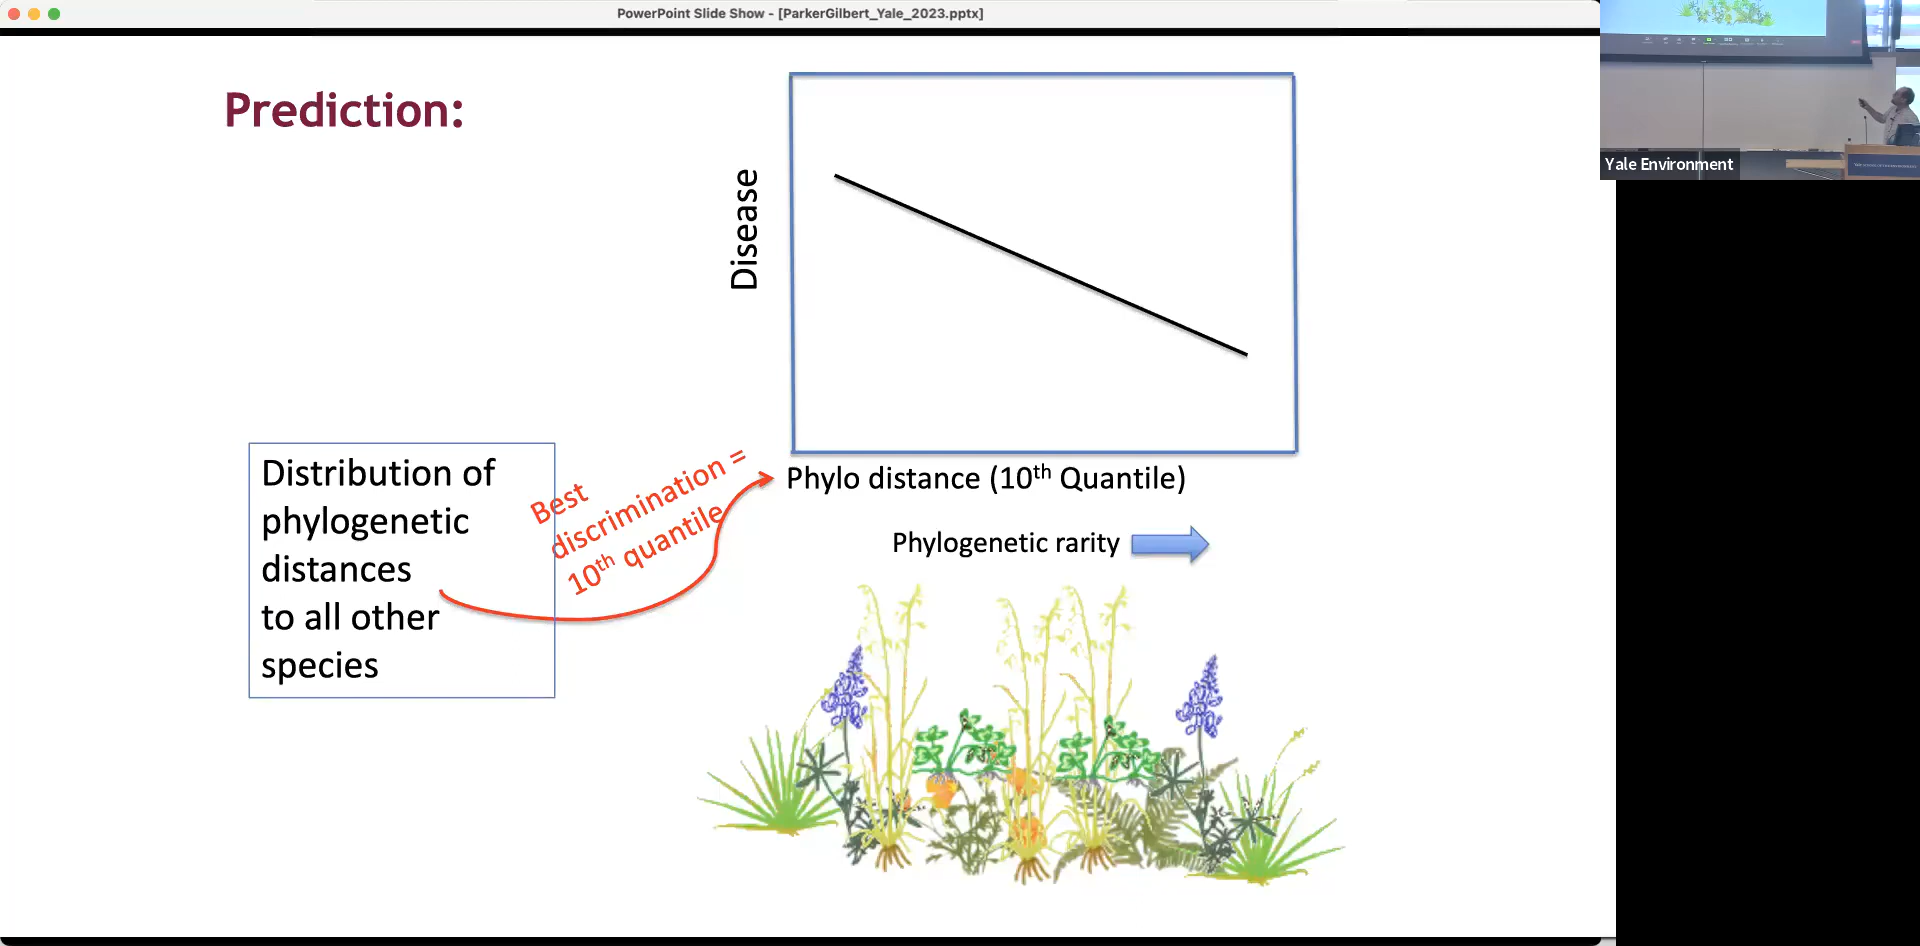 PowerPoint Slide Show - [ParkerGilbert_Yale_2023.pptx]
Yale Environment
Prediction:
Disease
Phylo distance (10th Quantile)
Phylogenetic rarity
Best
discrimination =
10th quantile
Distribution of
phylogenetic
distances
to all other
species